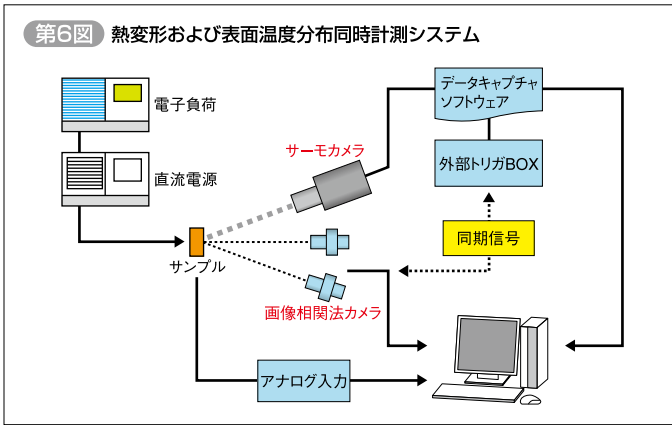 第6図 熱変形および表面温度分布同時計測システム
電子負荷
直流電源
サンプル
サーモカメラ
画像相関法カメラ
データキャプチャ
ソフトウェア
外部トリガBOX
同期信号
アナログ入力